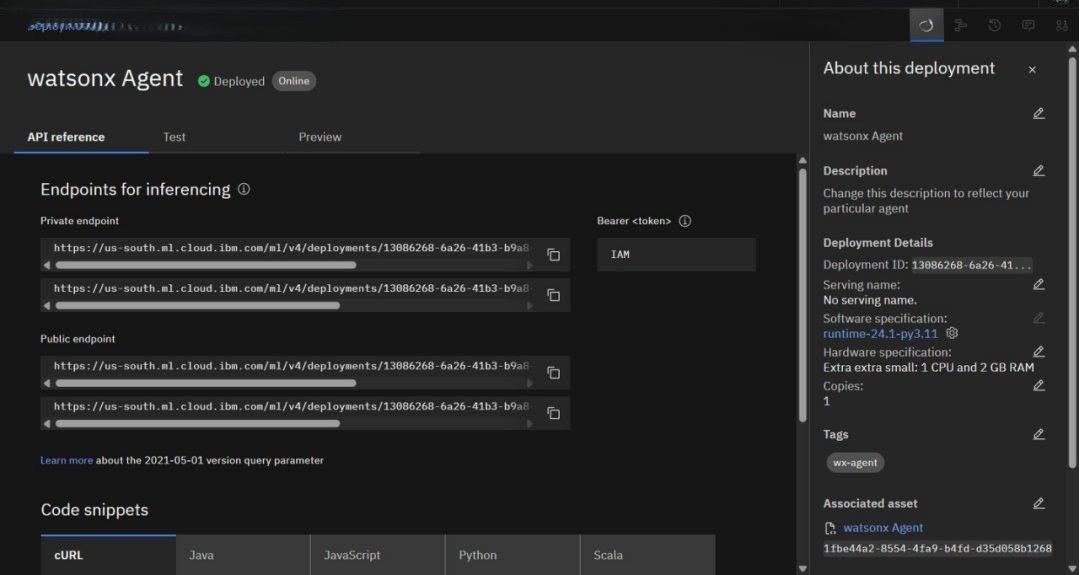 watsonx Agent
Deployed
Online
API reference
Test
Preview
Endpoints for inferencing
Private endpoint
https://us-south.ml.cloud.ibm.com/ml/v4/deployments/13086268-6a26-41b3-b9a8
https://us-south.ml.cloud.ibm.com/ml/v4/deployments/13086268-6a26-41b3-b9a8
Bearer <token>
IAM
Public endpoint
https://us-south.ml.cloud.ibm.com/ml/v4/deployments/13086268-6a26-41b3-b9a8
https://us-south.ml.cloud.ibm.com/ml/v4/deployments/13086268-6a26-41b3-b9a8
Learn more about the 2021-05-01 version query parameter
Code snippets
cURL
Java
JavaScript
Python
Scala
About this deployment
Name
watsonx Agent
Description
Change this description to reflect your
particular agent
Deployment Details
Deployment ID: 13086268-6a26-41...
Serving name:
No serving name.
Software specification:
runtime-24.1-py3.11
Hardware specification:
Extra extra small: 1 CPU and 2 GB RAM
Copies:
1
Tags
wx-agent
Associated asset
watsonx Agent
1fbe44a2-8554-4fa9-b4fd-d35d058b1268